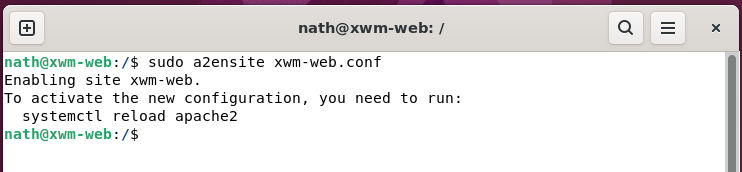 nath@xwm-web: /
nath@xwm-web:/$ sudo a2ensite xwm-web.conf
Enabling site xwm-web.
To activate the new configuration, you need to run:
  systemctl reload apache2
nath@xwm-web:/$